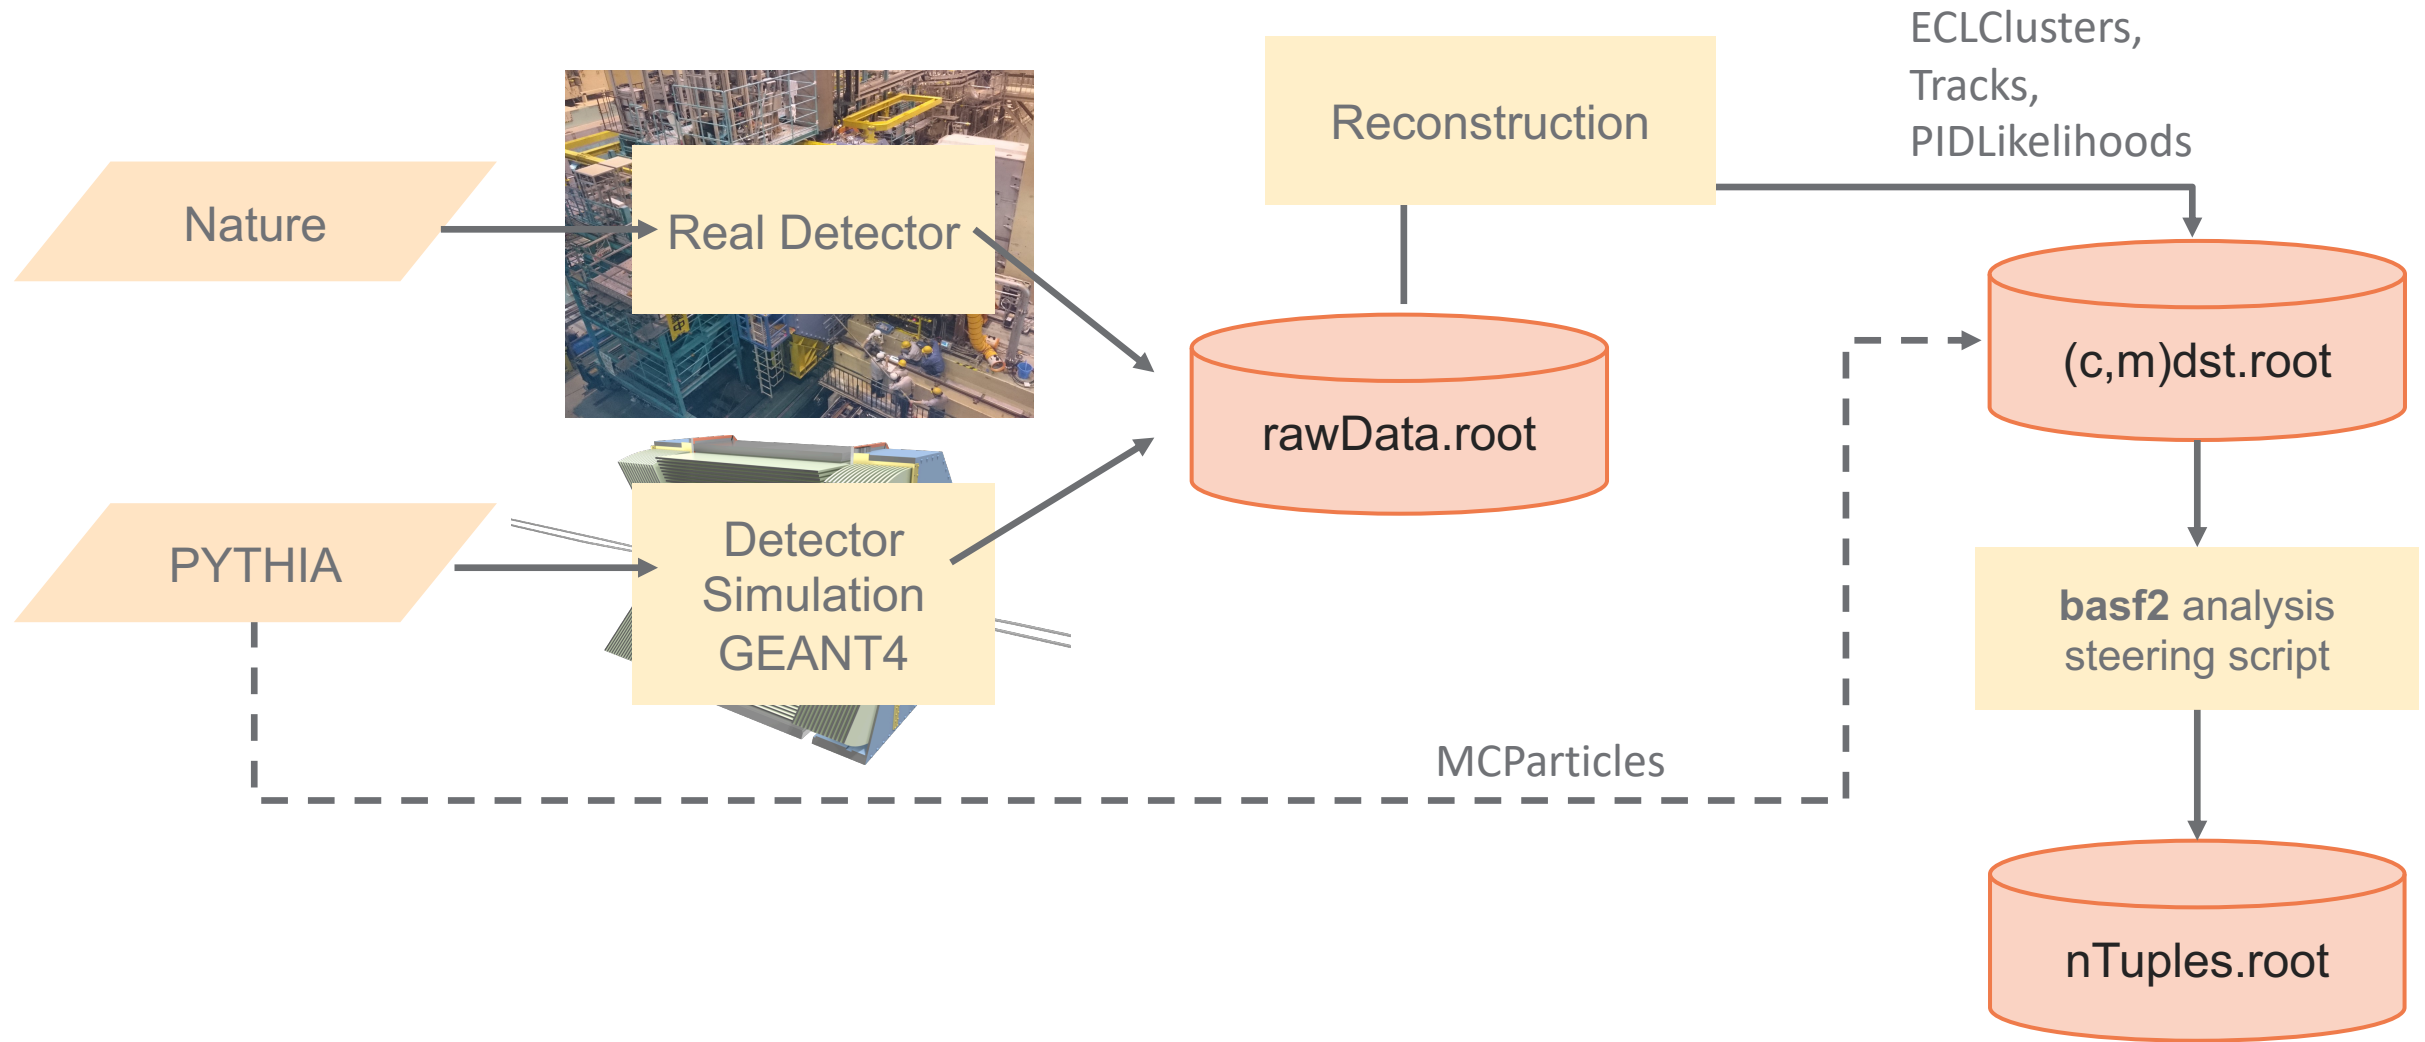 ECLClusters,
Tracks,
PIDLikelihoods
Reconstruction
Nature
Real Detector
(c,m)dst.root
rawData.root
PYTHIA
Detector
Simulation
GEANT4
basf2 analysis
steering script
MCParticles
nTuples.root